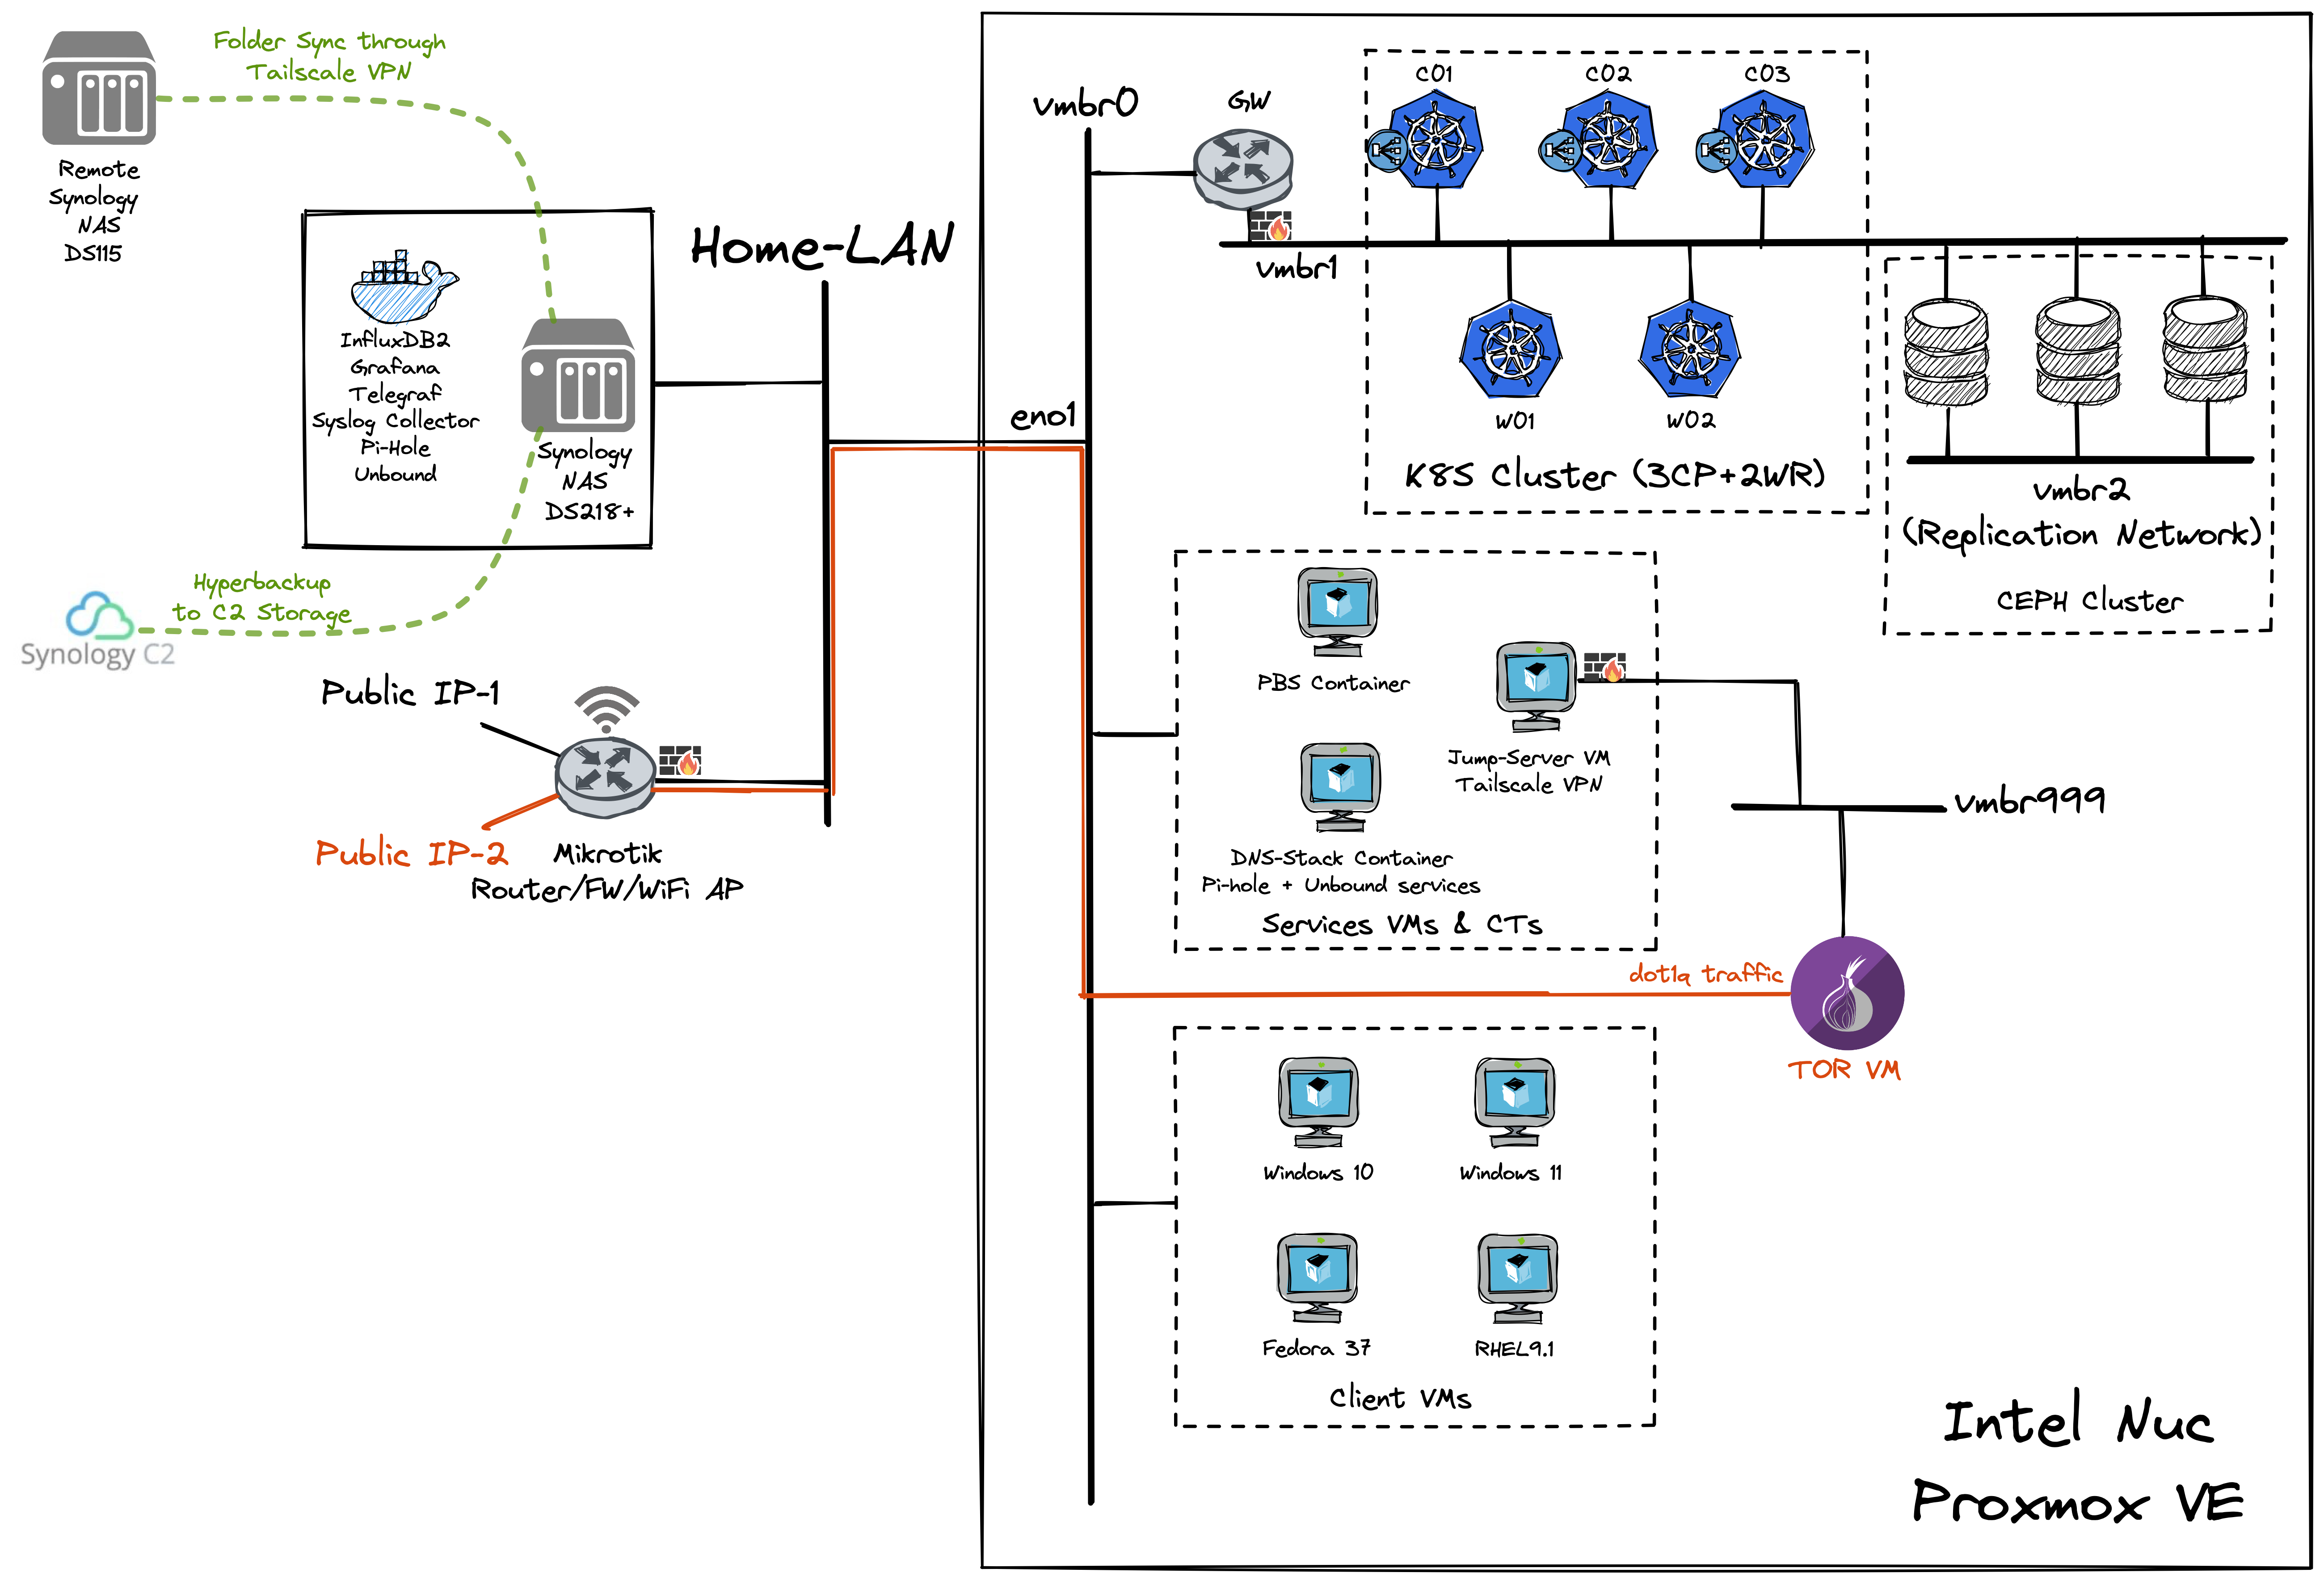 Folder Sync through
Tailscale VPN
Remote
Synology
NAS
DS115
InfluxDB2
Grafana
Telegraf
Syslog Collector
Pi-Hole
Unbound
Synology
NAS
DS218+
Hyperbackup
to C2 Storage
Synology C2
Home-LAN
Public IP-1
Public IP-2
Mikrotik
Router/FW/WiFi AP
eno1
vmbr0
GW
vmbr1
C01
C02
C03
W01
W02
K8S Cluster (3CP+2WR)
vmbr2
(Replication Network)
CEPH Cluster
PBS Container
Jump-Server VM
Tailscale VPN
DNS-Stack Container
Pi-hole + Unbound services
Services VMs & CTs
vmbr999
dot1q traffic
TOR VM
Windows 10
Windows 11
Fedora 37
RHEL9.1
Client VMs
Intel Nuc
Proxmox VE